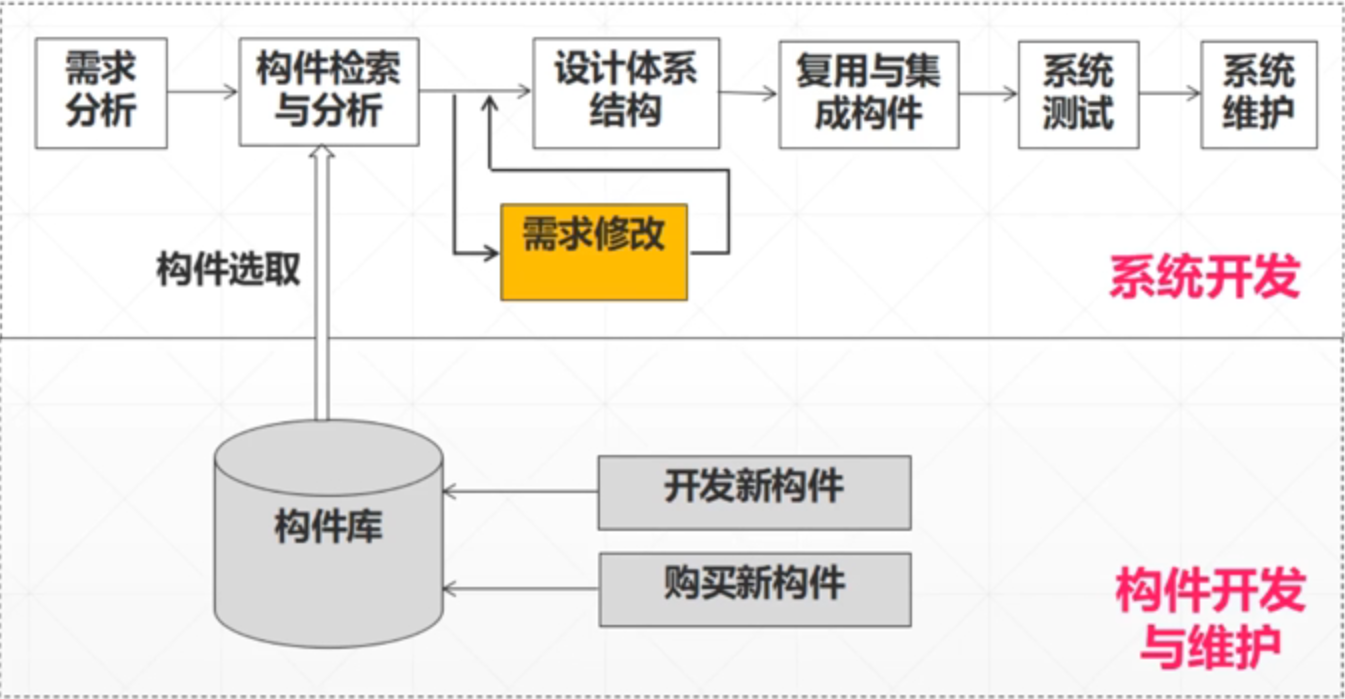 需求
分析
构件检索
与分析
设计体系
结构
复用与集
成构件
系统
测试
系统
维护
需求修改
构件选取
系统开发
构件库
开发新构件
购买新构件
构件开发
与维护